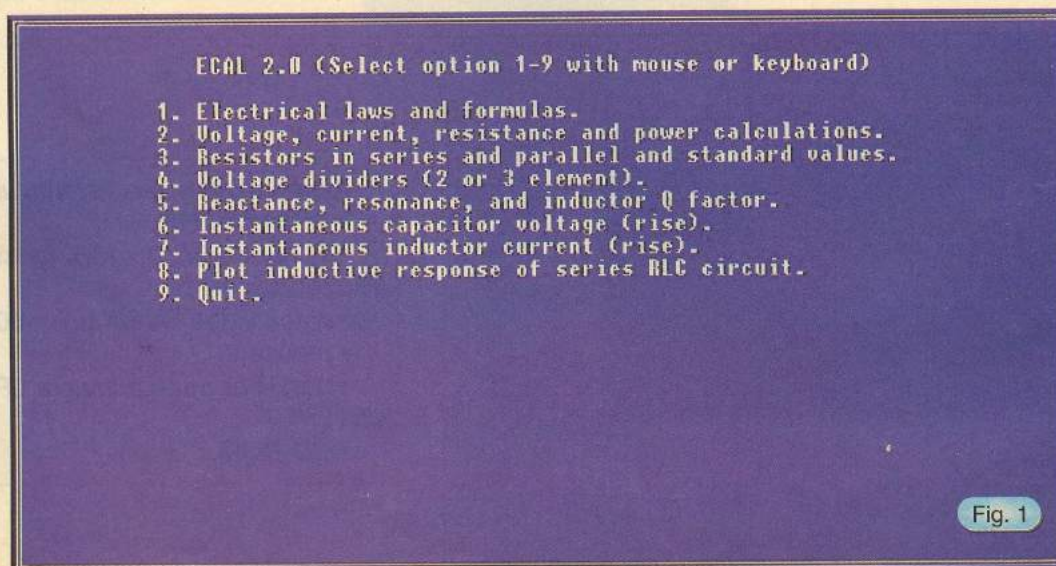 ECAL 2.0 (Select option 1-9 with mouse or keyboard)
1. Electrical laws and formulas.
2. Voltage, current, resistance and power calculations.
3. Resistors in series and parallel and standard values.
4. Voltage dividers (2 or 3 element).
5. Reactance, resonance, and inductor Q factor.
6. Instantaneous capacitor voltage (rise).
7. Instantaneous inductor current (rise).
8. Plot inductive response of series RLC circuit.
9. Quit.
Fig. 1